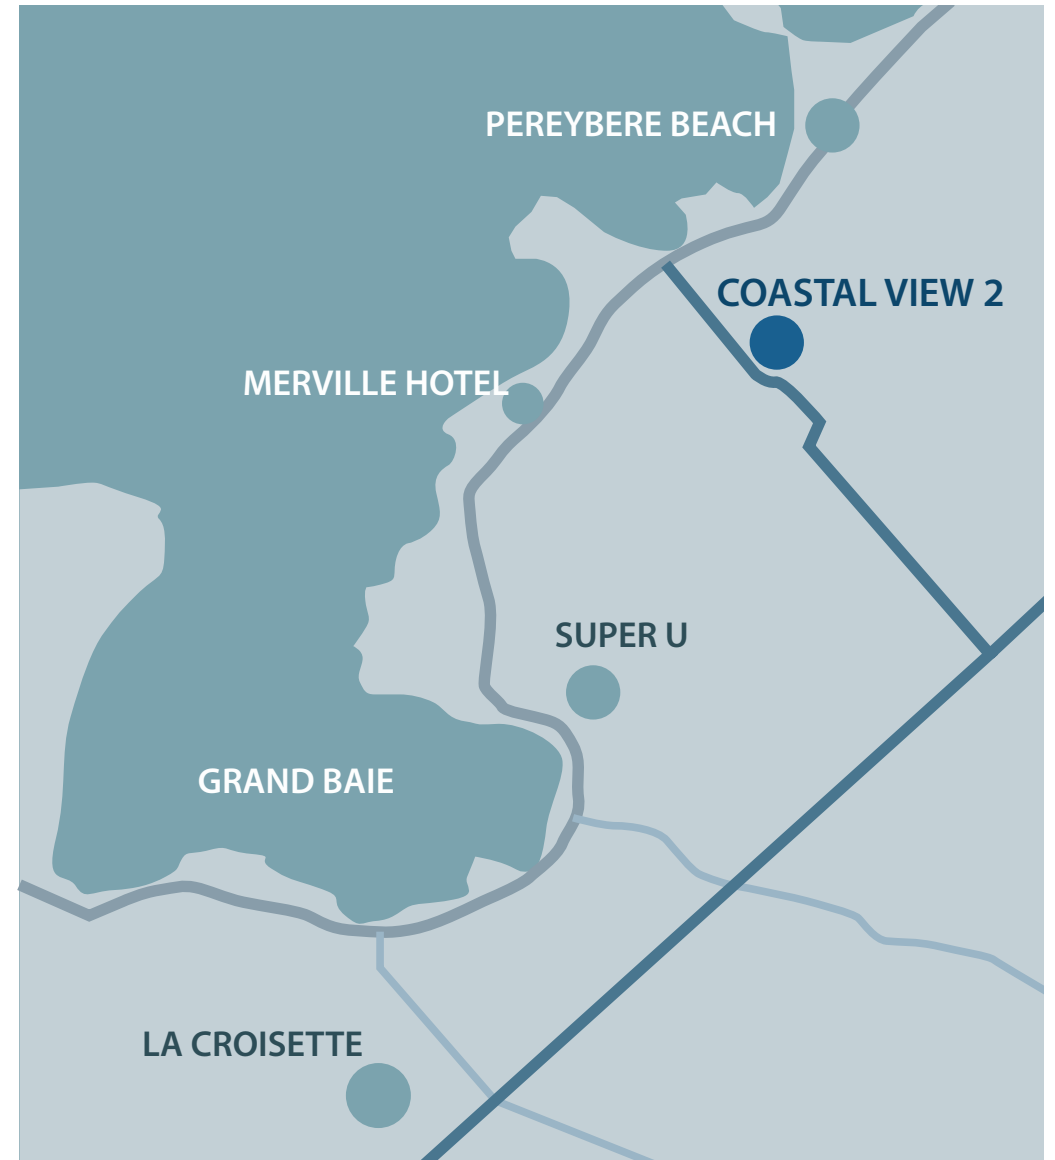 PEREYBERE BEACH
COASTAL VIEW 2
MERVILLE HOTEL
SUPER U
GRAND BAIE
LA CROISETTE